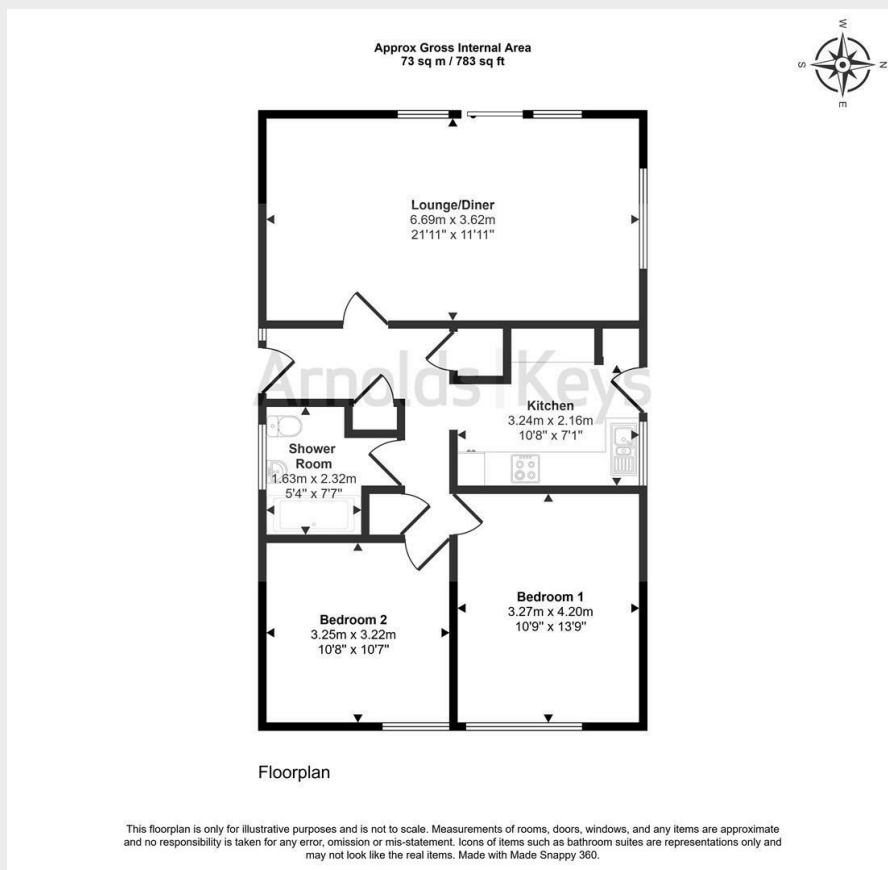 Approx Gross Internal Area
73 sq m / 783 sq ft
W
S
N
E
Lounge/Diner
6.69m x 3.62m
21'11" x 11'11"
Arnolds|Keys
Kitchen
3.24m x 2.16m
10'8" x 7'1"
Shower
Room
1.63m x 2.32m
5'4" x 7'7"
Bedroom 1
3.27m x 4.20m
10'9" x 13'9"
Bedroom 2
3.25m x 3.22m
10'8" x 10'7"
Floorplan
This floorplan is only for illustrative purposes and is not to scale. Measurements of rooms, doors, windows, and any items are approximate
and no responsibility is taken for any error, omission or mis-statement. Icons of items such as bathroom suites are representations only and
may not look like the real items. Made with Made Snappy 360.